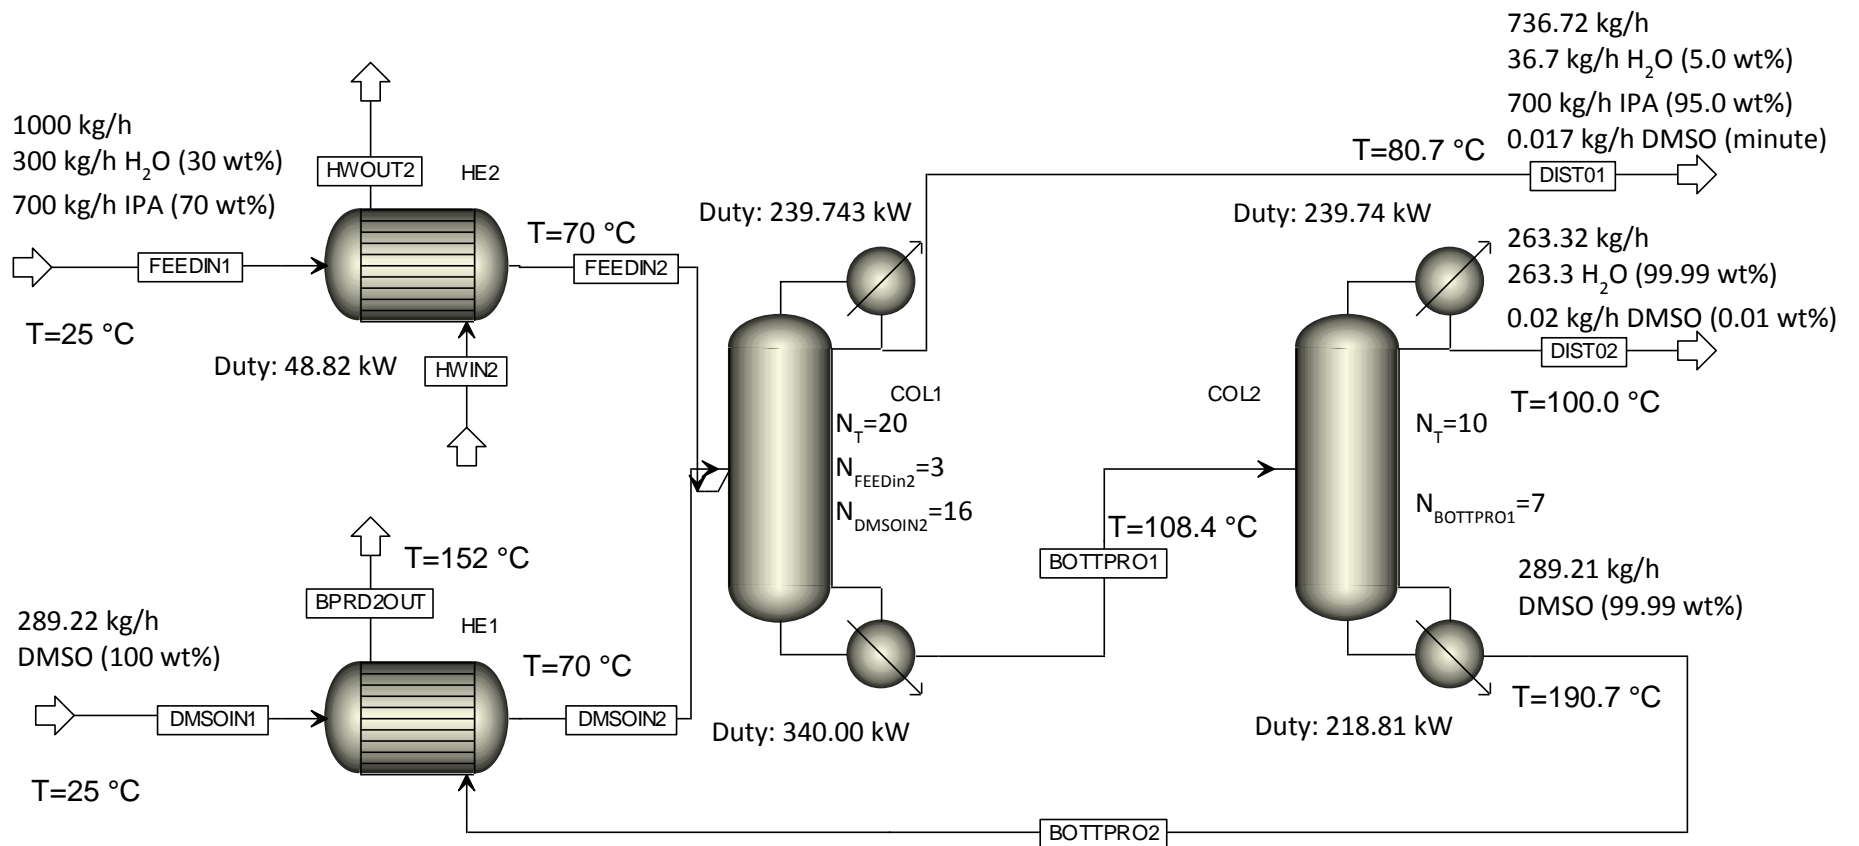 736.72 kg/h
36.7 kg/h H2O (5.0 wt%)
700 kg/h IPA (95.0 wt%)
0.017 kg/h DMSO (minute)
T=80.7 °C
DIST01
1000 kg/h
300 kg/h H2O (30 wt%)
700 kg/h IPA (70 wt%)
HWOUT2
HE2
FEEDIN1
T=25 °C
T=70 °C
FEEDIN2
Duty: 48.82 kW
HWIN2
Duty: 239.743 kW
COL1
NT=20
NFEEDin2=3
NDMSOIN2=16
Duty: 239.74 kW
263.32 kg/h
263.3 H2O (99.99 wt%)
0.02 kg/h DMSO (0.01 wt%)
DIST02
T=100.0 °C
COL2
NT=10
NBOTTPRO1=7
T=108.4 °C
BOTTPRO1
289.21 kg/h
DMSO (99.99 wt%)
T=190.7 °C
T=152 °C
BPRD2OUT
289.22 kg/h
DMSO (100 wt%)
HE1
T=70 °C
DMSOIN1
DMSOIN2
T=25 °C
Duty: 340.00 kW
Duty: 218.81 kW
BOTTPRO2